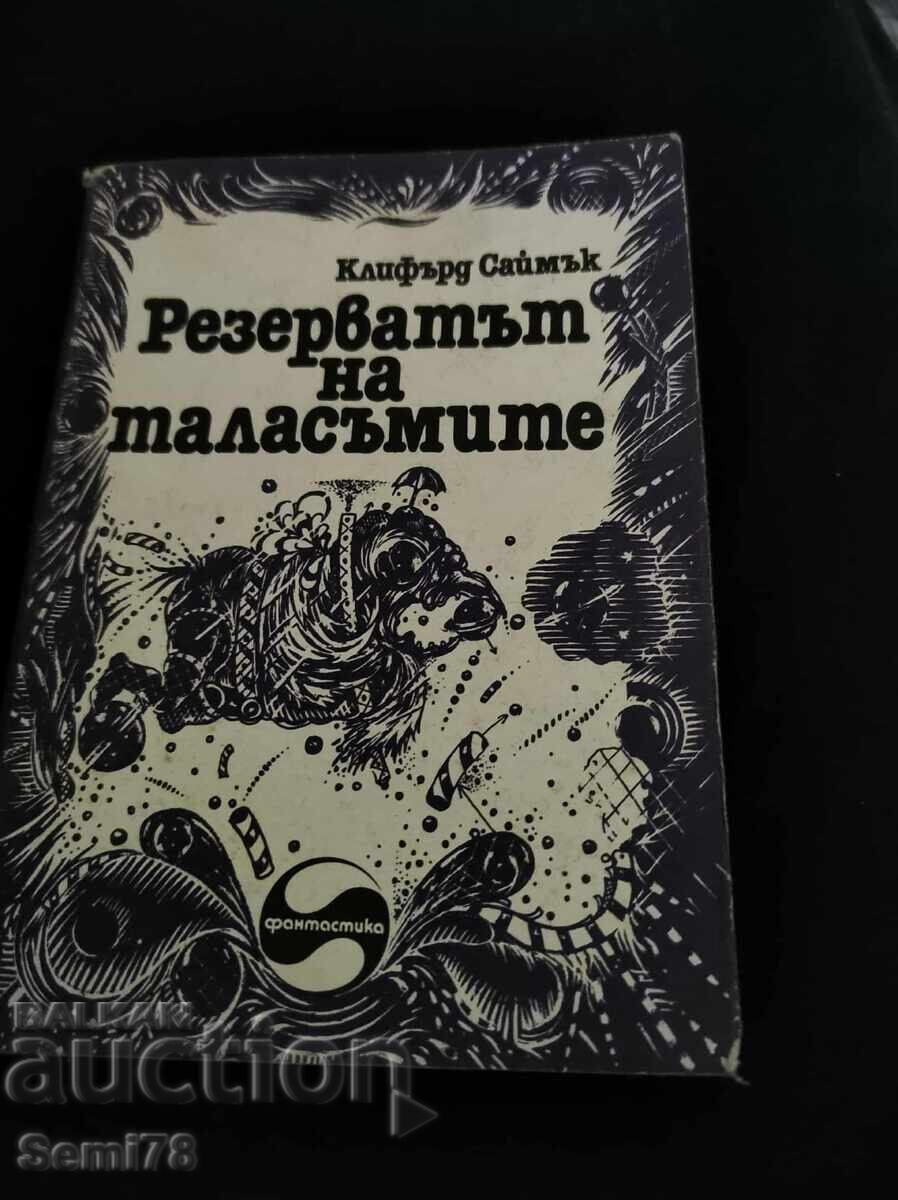 Клифърд Саймък
Резерватът
на
таласъмите
фантастика
BALKAN
auction
Semi78